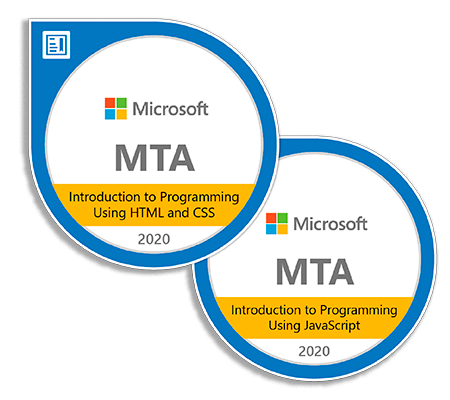 Microsoft
MTA
Introduction to Programming
Using HTML and CSS
2020
Microsoft
MTA
Introduction to Programming
Using JavaScript
2020